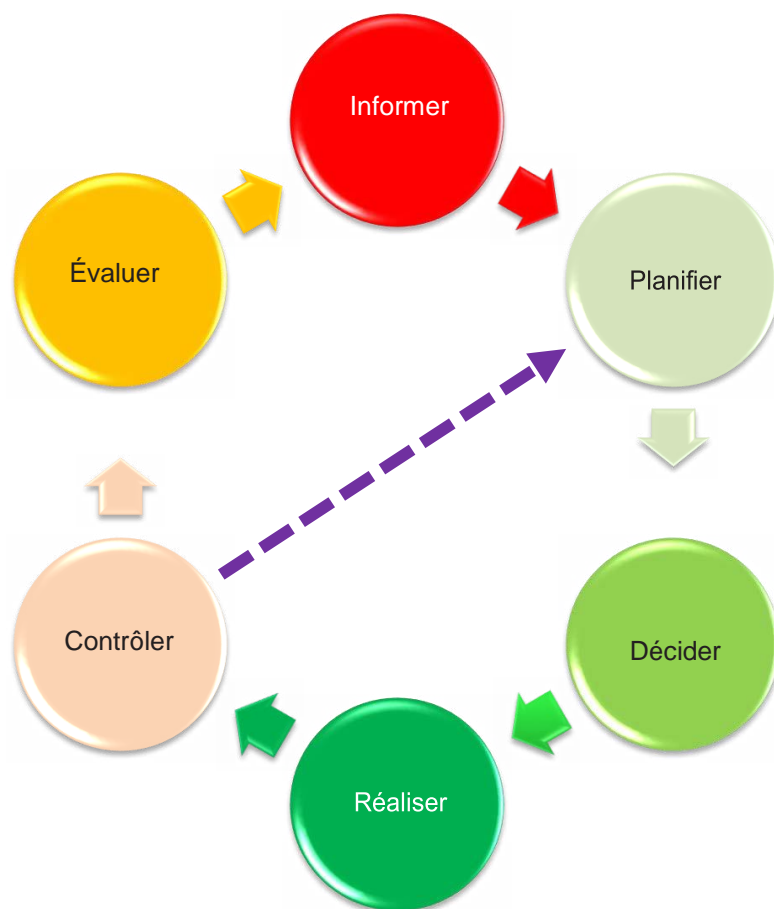 Informer
Planifier
Décider
Réaliser
Contrôler
Évaluer